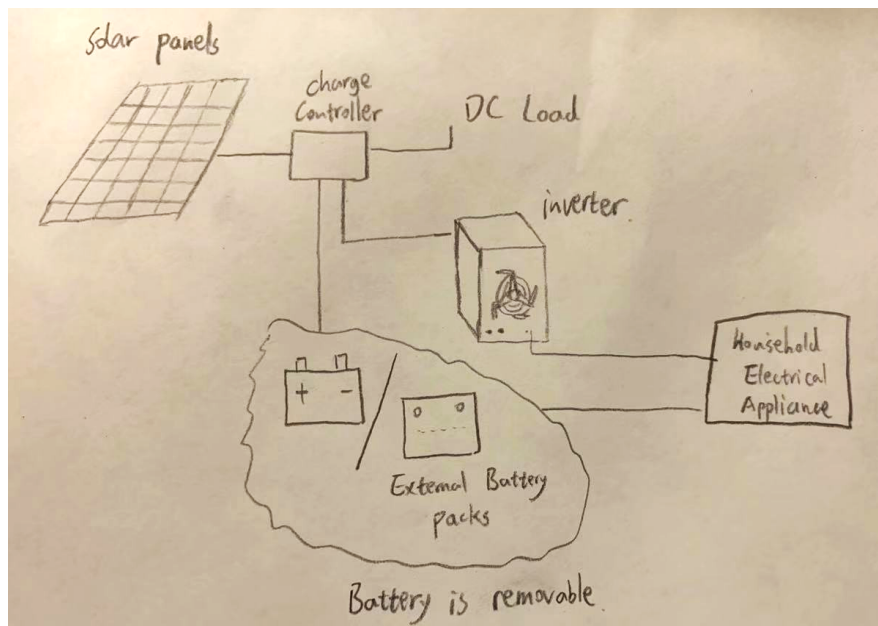 solar panels
charge
Controller
DC Load
inverter.
+ -
Household
Electrical
Appliance
External Battery
packs
Battery is removable.